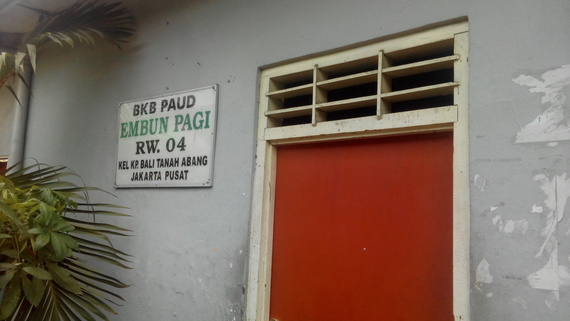 BKB PAUD
EMBUN PAGI
RW. 04
KEL KP. BALI TANAH ABANG
JAKARTA PUSAT